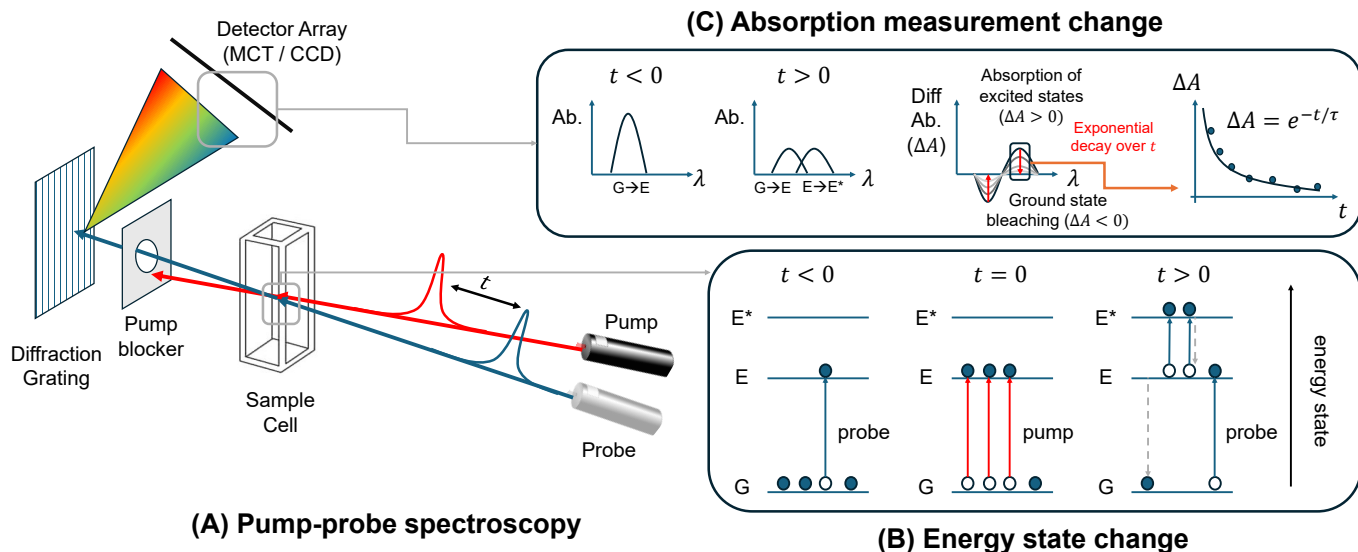 (C) Absorption measurement change
Detector Array
(MCT / CCD)
t < 0
Ab.
G→E
λ
t > 0
Ab.
G→E E→E*
λ
Diff
Ab.
(ΔA)
Absorption of
excited states
(ΔA > 0)
Exponential
decay over t
λ
Ground state
bleaching (ΔA < 0)
ΔA
ΔA = e^{-t/τ}
t
t
Pump
Probe
Pump
blocker
Diffraction
Grating
Sample
Cell
(A) Pump-probe spectroscopy
t < 0
E*
E
probe
G
t = 0
E*
E
pump
G
t > 0
E*
E
probe
G
energy state
(B) Energy state change